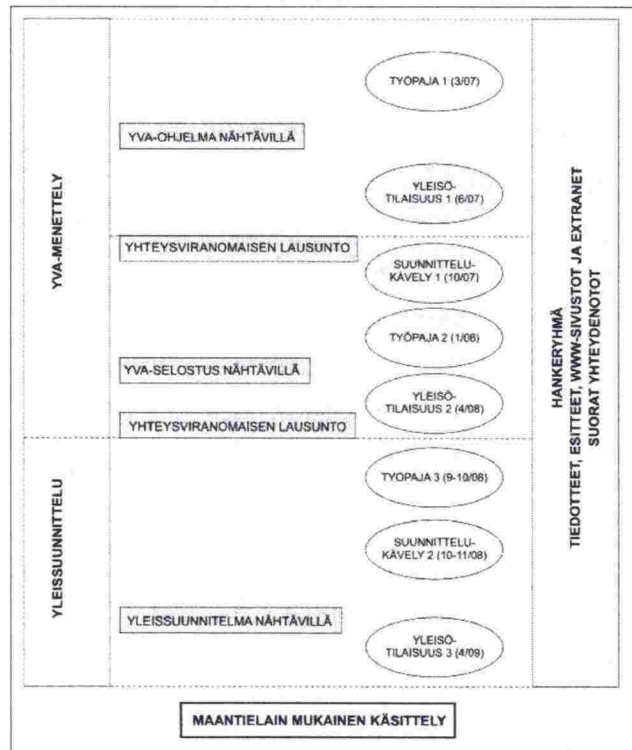 YVA-MENETTELY
TYÖPAJA 1 (3/07)
YVA-OHJELMA NÄHTÄVILLÄ
YLEISÖ-
TILAISUUS 1 (6/07)
YHTEYSVIRANOMAISEN LAUSUNTO
SUUNNITTELU-
KÄVELY 1 (10/07)
TYÖPAJA 2 (1/08)
YVA-SELOSTUS NÄHTÄVILLÄ
YLEISÖ-
TILAISUUS 2 (4/08)
YHTEYSVIRANOMAISEN LAUSUNTO
YLEISSUUNNITTELU
TYÖPAJA 3 (9-10/08)
SUUNNITTELU-
KÄVELY 2 (10-11/08)
YLEISSUUNNITELMA NÄHTÄVILLÄ
YLEISÖ-
TILAISUUS 3 (4/09)
HANKERYHMÄ
TIEDOTTEET, ESITTEET, WWW-SIVUSTOT JA EXTRANET
SUORAT YHTEYDENOTOT
MAANTIELAIN MUKAINEN KÄSITTELY